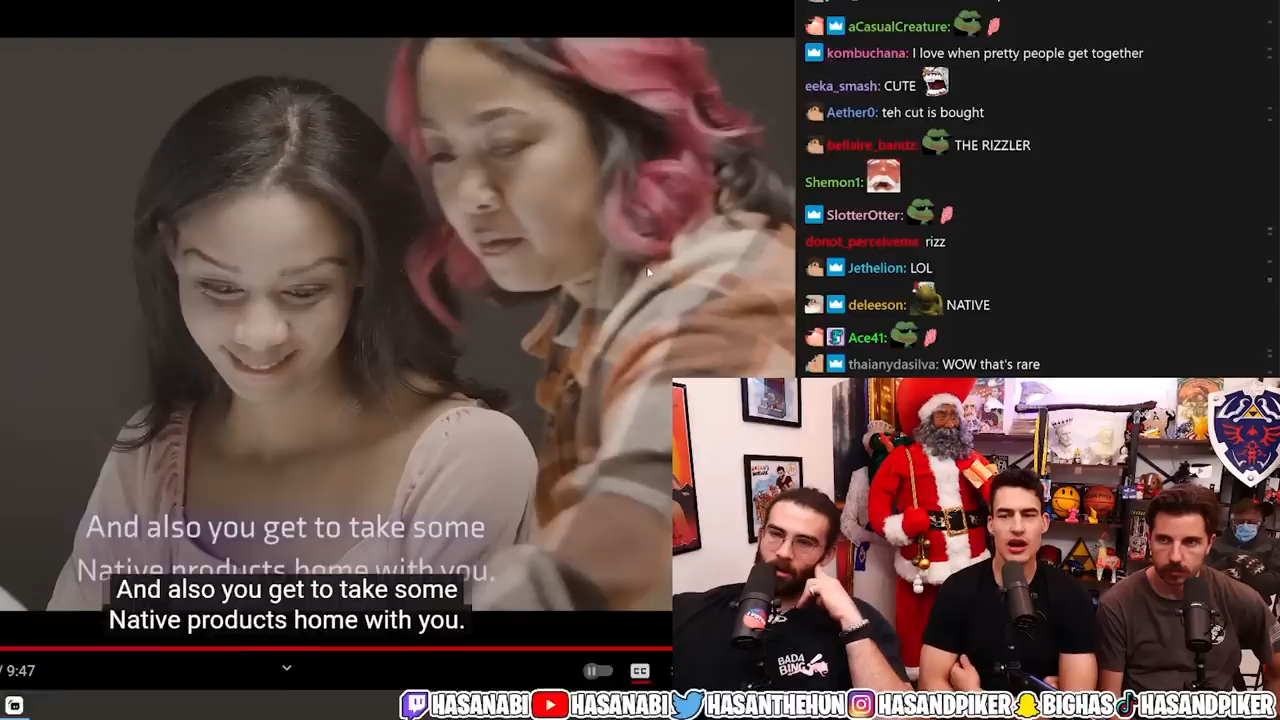 aCasualCreature:
kombuchana: I love when pretty people get together
eeka_smash: CUTE
Aether0: teh cut is bought
bellaire_bandz: THE RIZZLER
Shemon1:
SlotterOtter:
donot_perceiveme rizz
Jethelion: LOL
deleeson: NATIVE
Ace41:
thaianydasilva: WOW that's rare
And also you get to take some
Native products home with you.
And also you get to take some
Native products home with you.
/ 9:47
CC
BADA
BING
HASANABI HASANABI HASANTHEHUN HASANDPIKER BIGHAS HASANDPIKER